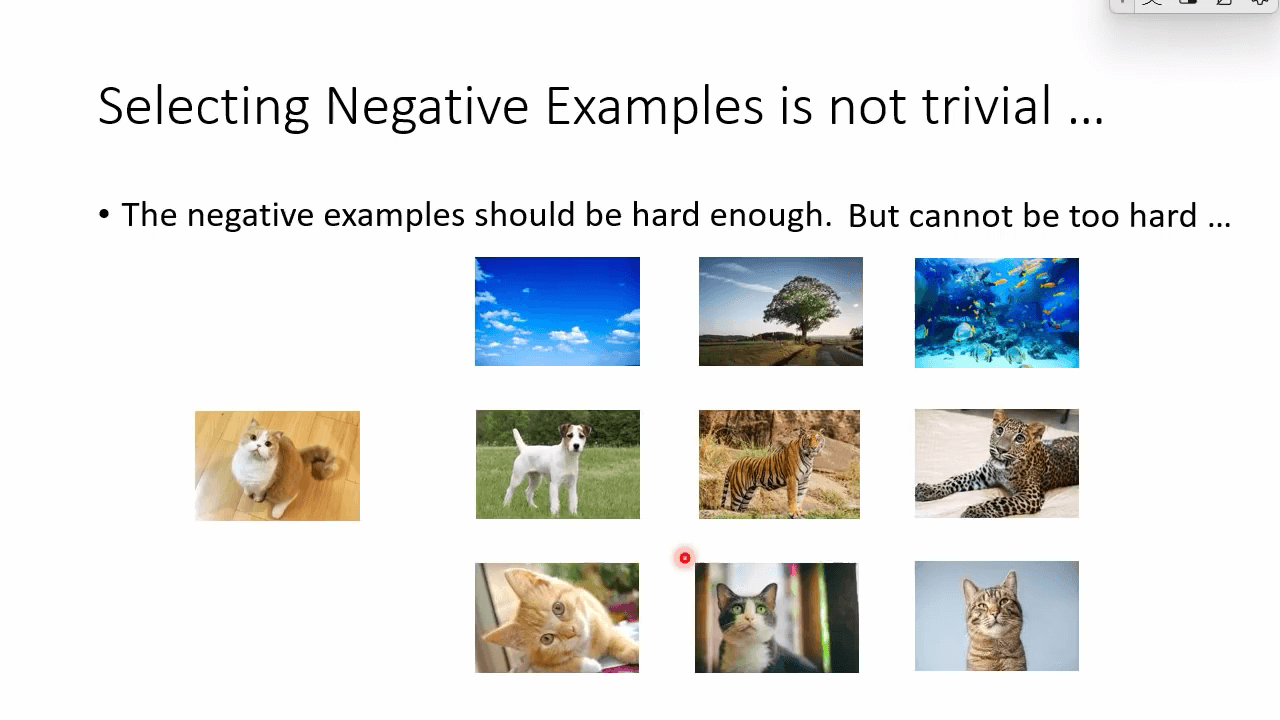 Selecting Negative Examples is not trivial …
• The negative examples should be hard enough. But cannot be too hard …